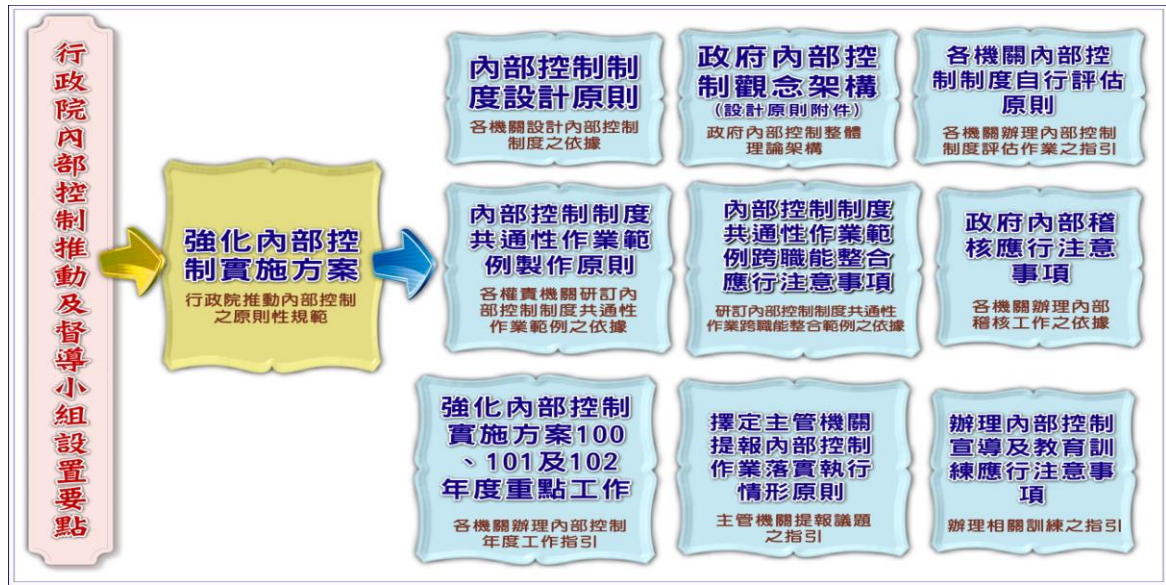 行政院內部控制推動及督導小組設置要點
強化內部控
制實施方案
行政院推動內部控制
之原則性規範
內部控制制
度設計原則
各機關設計內部控制
制度之依據
政府內部控
制觀念架構
(設計原則附件)
政府內部控制整體
理論架構
各機關內部控
制制度自行評估
原則
各機關辦理內部控制
制度評估作業之指引
內部控制制度
共通性作業範
例製作原則
各權責機關研訂內
部控制制度共通性
作業範例之依據
內部控制制度
共通性作業範
例跨職能整合
應行注意事項
研訂內部控制制度共通性
作業跨職能整合範例之依據
政府內部稽
核應行注意
事項
各機關辦理內部
稽核工作之依據
強化內部控制
實施方案100
、101及102
年度重點工作
各機關辦理內部控制
年度工作指引
擇定主管機關
提報內部控制
作業落實執行
情形原則
主管機關提報議題
之指引
辦理內部控制
宣導及教育訓
練應行注意事
項
辦理相關訓練之指引